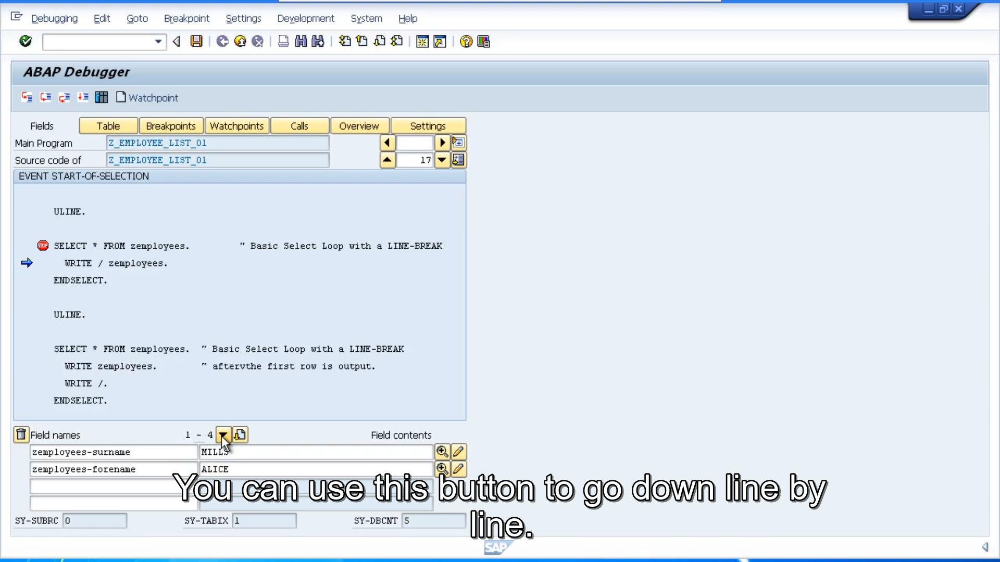 Debugging Edit Goto Breakpoint Settings Development System Help
ABAP Debugger
Watchpoint
Fields Table Breakpoints Watchpoints Calls Overview Settings
Main Program Z_EMPLOYEE_LIST_01
Source code of Z_EMPLOYEE_LIST_01 17
EVENT START-OF-SELECTION
ULINE.
STOP SELECT * FROM zemployees. " Basic Select Loop with a LINE-BREAK
WRITE / zemployees.
ENDSELECT.
ULINE.
SELECT * FROM zemployees. " Basic Select Loop with a LINE-BREAK
WRITE zemployees. " aftervthe first row is output.
WRITE /.
ENDSELECT.
Field names 1 - 4 Field contents
zemployees-surname MILLS
zemployees-forename ALICE
You can use this button to go down line by
line.
SY-SUBRC 0 SY-TABIX 1 SY-DBCNT 5
SAP